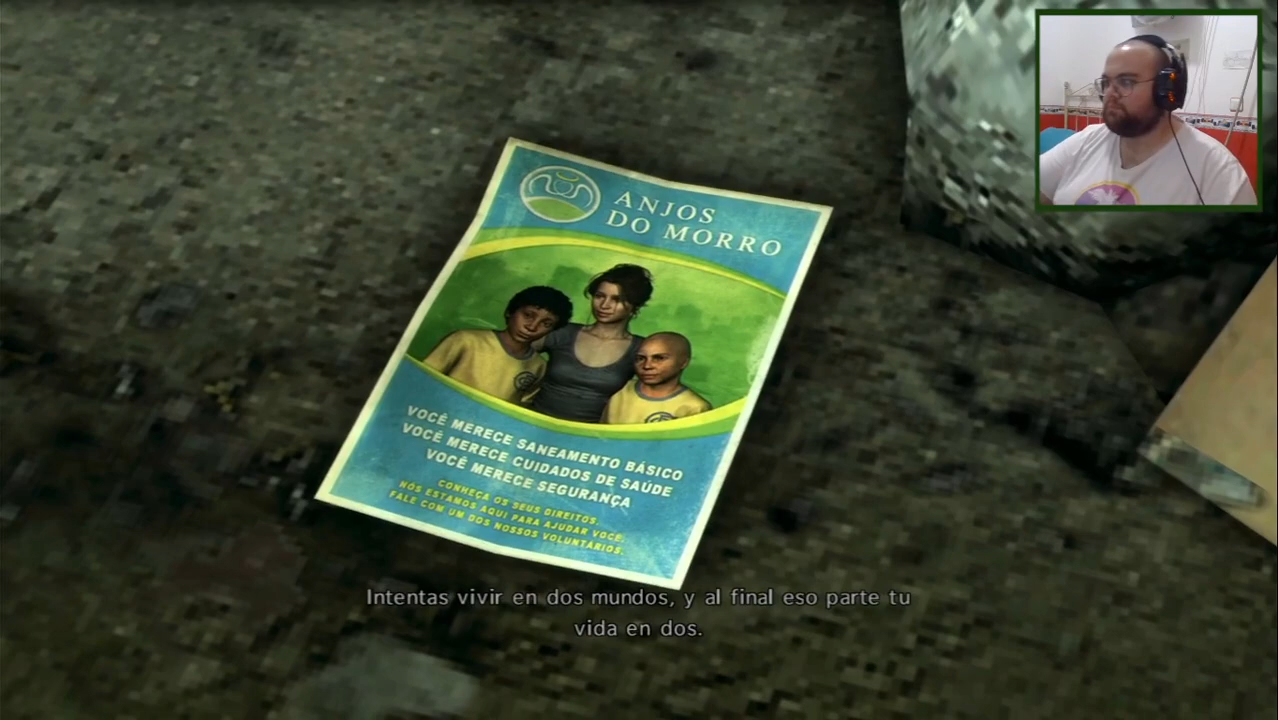 ANJOS
DO MORRO
VOCÊ MERECE SANEAMENTO BÁSICO
VOCÊ MERECE CUIDADOS DE SAÚDE
VOCÊ MERECE SEGURANÇA
CONHEÇA OS SEUS DIREITOS.
NÓS ESTAMOS AQUI PARA AJUDAR VOCÊ.
FALE COM UM DOS NOSSOS VOLUNTÁRIOS.
Intentas vivir en dos mundos, y al final eso parte tu
vida en dos.